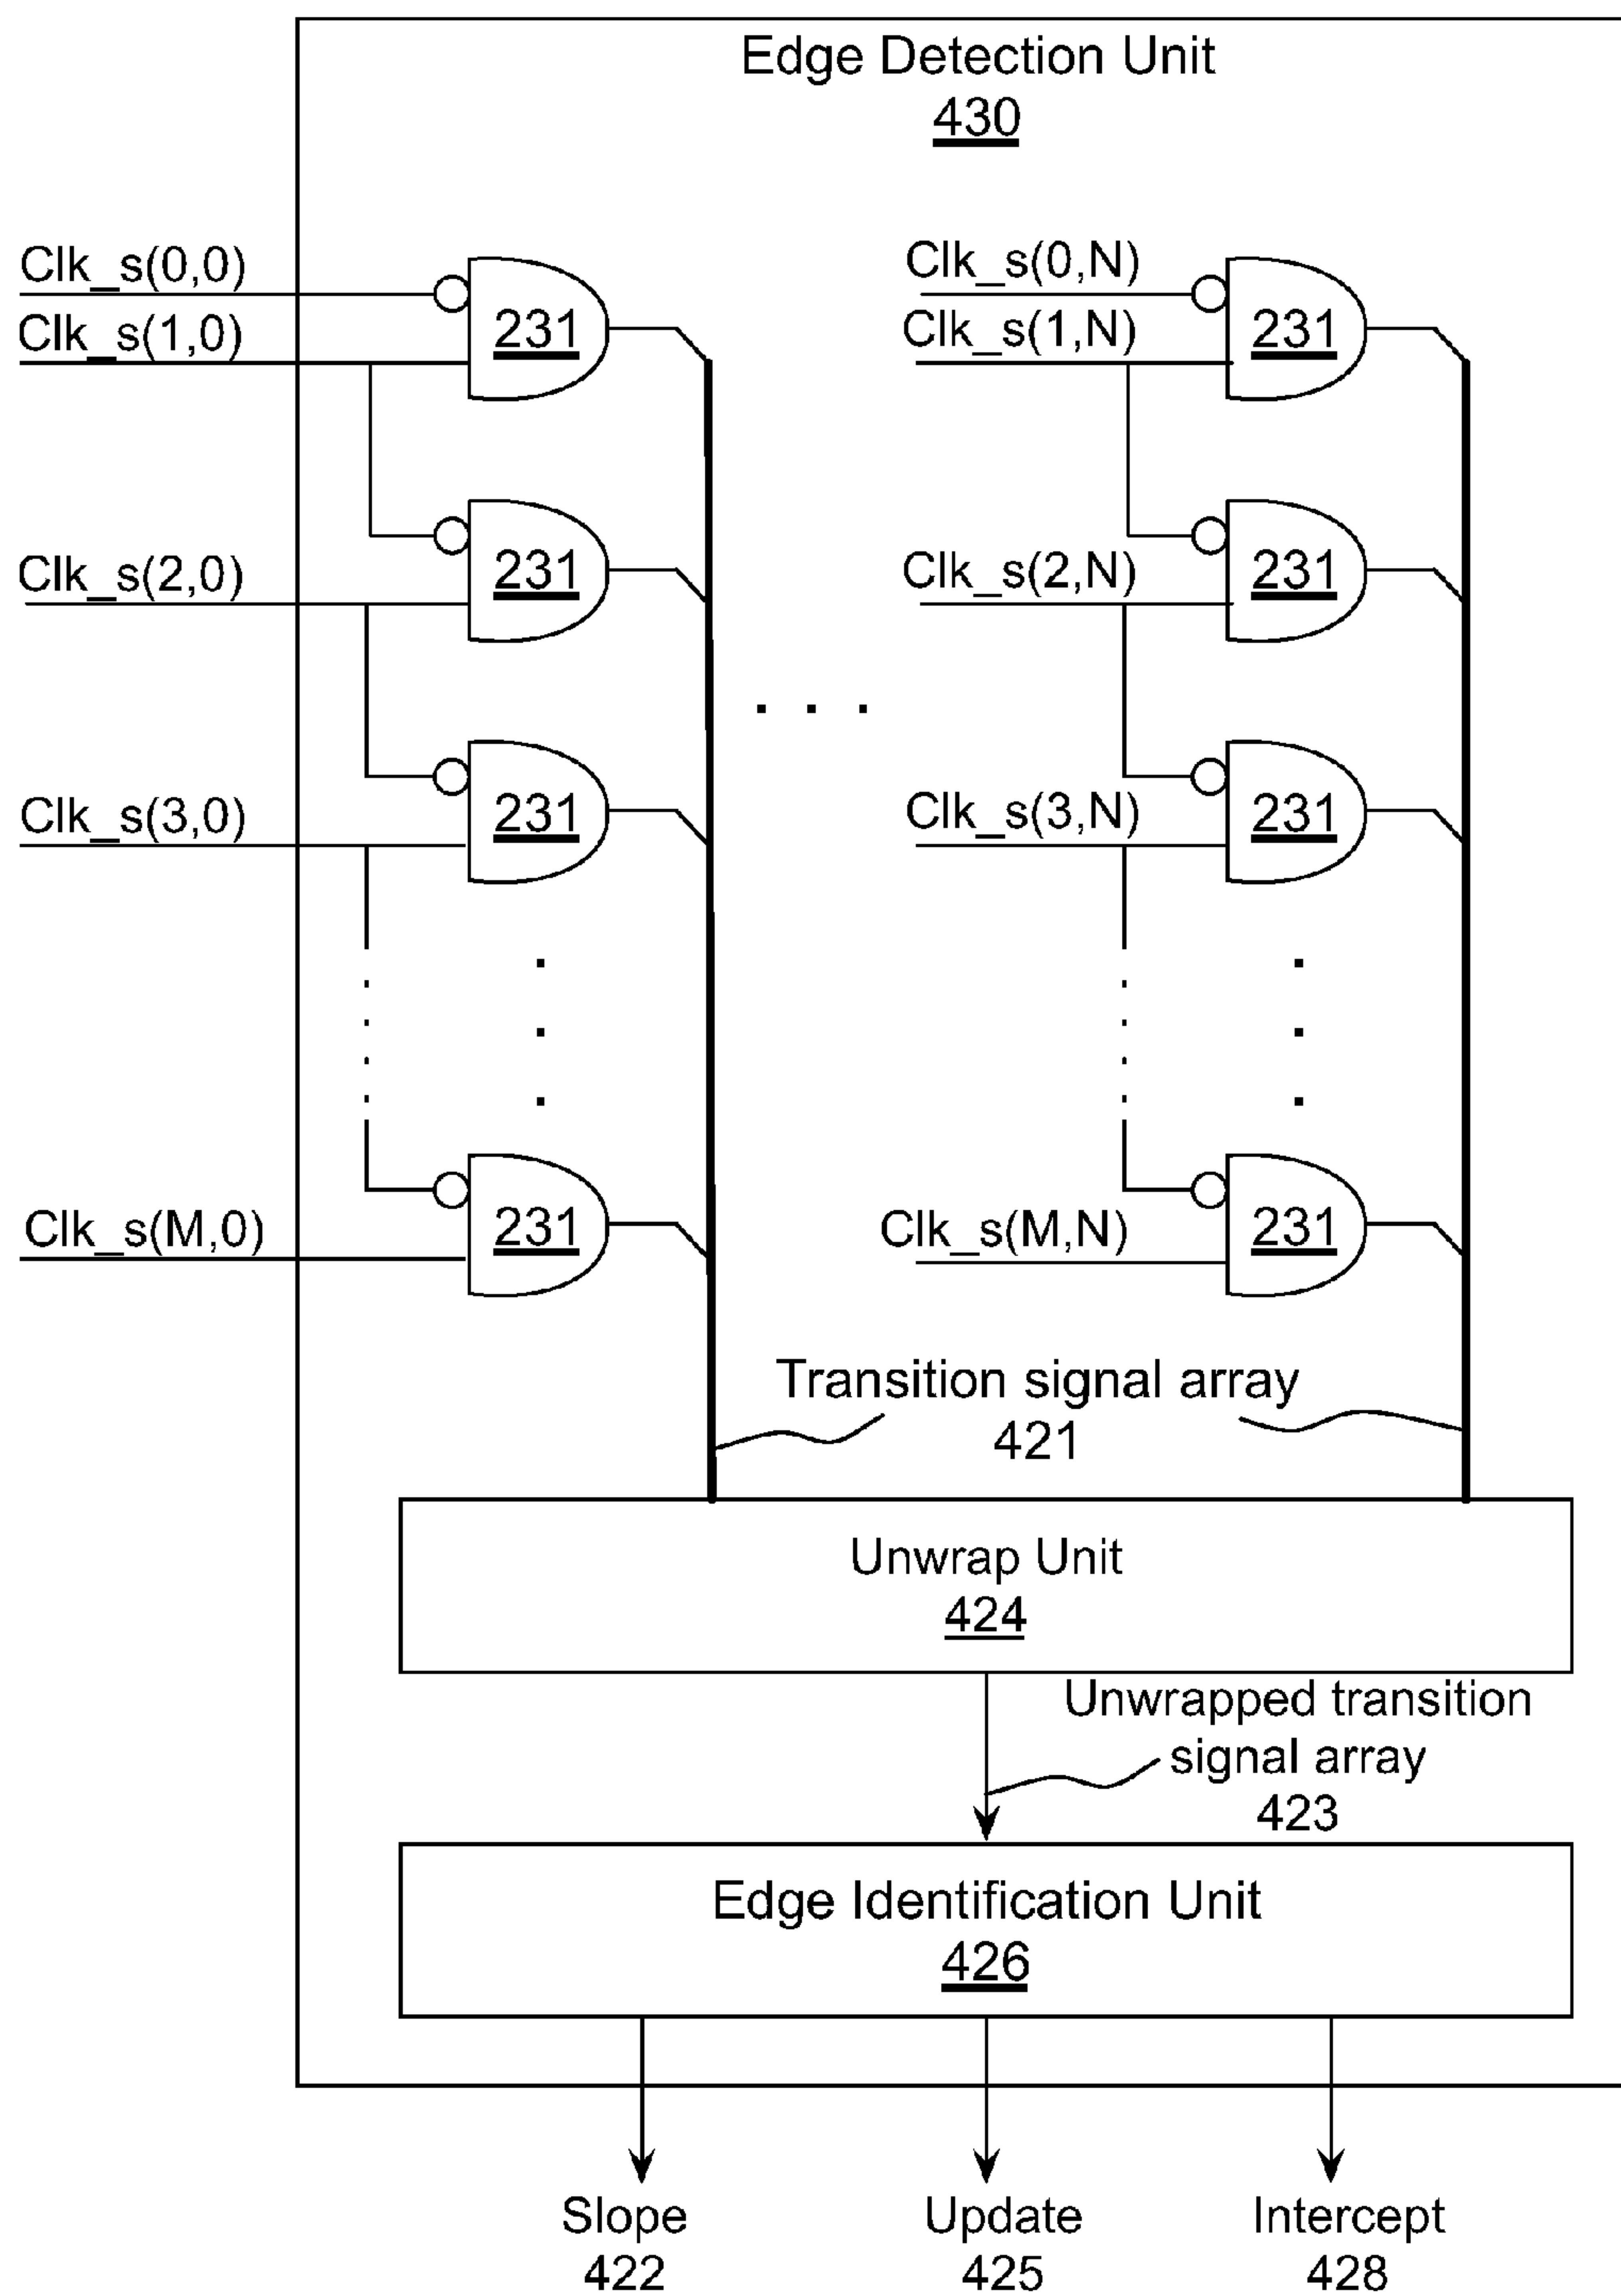 Edge Detection Unit
430
Clk_s(0,0)
231
Clk_s(1,0)
Clk_s(0,N)
231
Clk_s(1,N)
Clk_s(2,0)
231
Clk_s(2,N)
231
. . .
Clk_s(3,0)
231
Clk_s(3,N)
231
Clk_s(M,0)
231
Clk_s(M,N)
231
Transition signal array
421
Unwrap Unit
424
Unwrapped transition
signal array
423
Edge Identification Unit
426
Slope
422
Update
425
Intercept
428